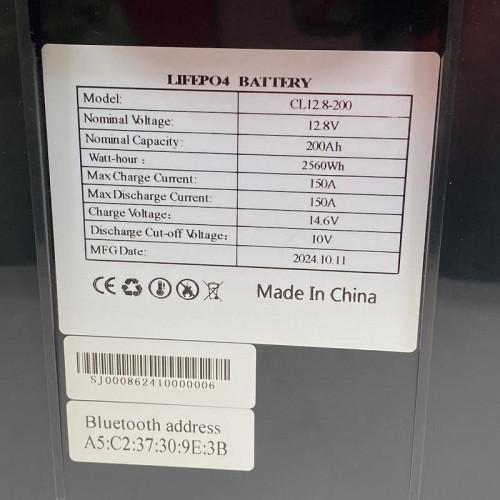 LIFEPO4 BATTERY
Model: CL12.8-200
Nominal Voltage: 12.8V
Nominal Capacity: 200Ah
Watt-hour : 2560Wh
Max Charge Current: 150A
Max Discharge Current: 150A
Charge Voltage: 14.6V
Discharge Cut-off Voltage: 10V
MFG Date: 2024.10.11
CE Made In China
SJ000862410000006
Bluetooth address
A5:C2:37:30:9E:3B